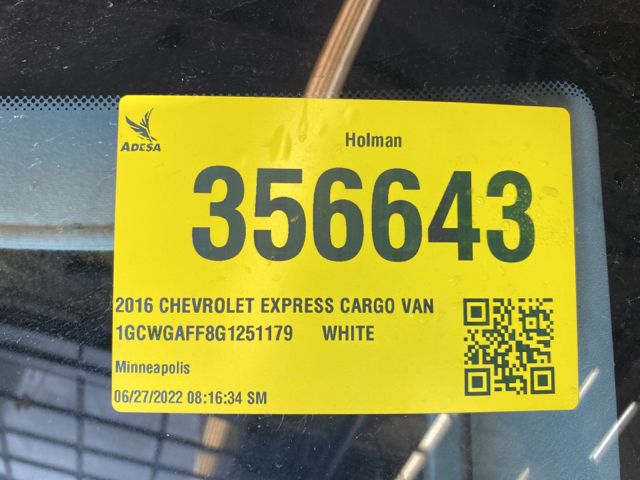 ADESA
Holman
356643
2016 CHEVROLET EXPRESS CARGO VAN
1GCWGAFF8G1251179 WHITE
Minneapolis
06/27/2022 08:16:34 SM